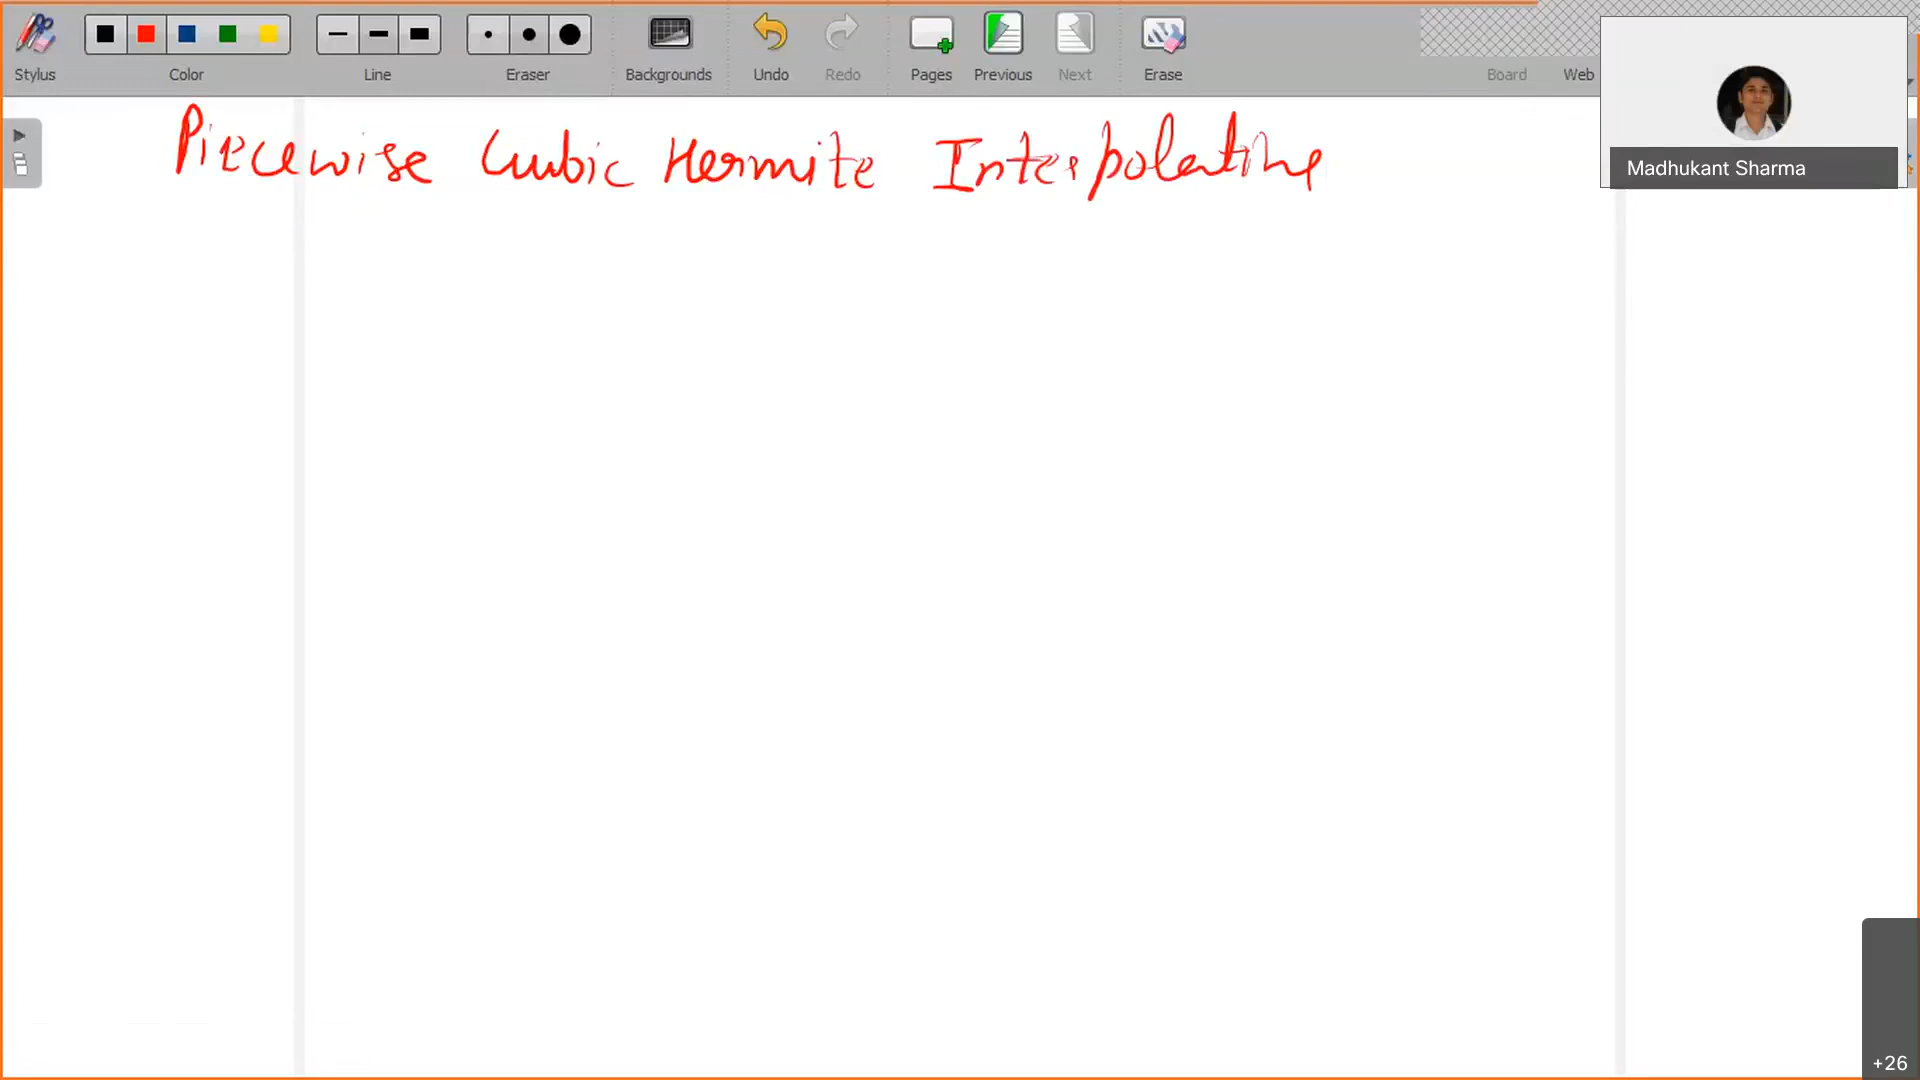 Stylus Color Line Eraser Backgrounds Undo Redo Pages Previous Next Erase Board Web
Madhukant Sharma
Piecewise Cubic Hermite Interpolating
+26